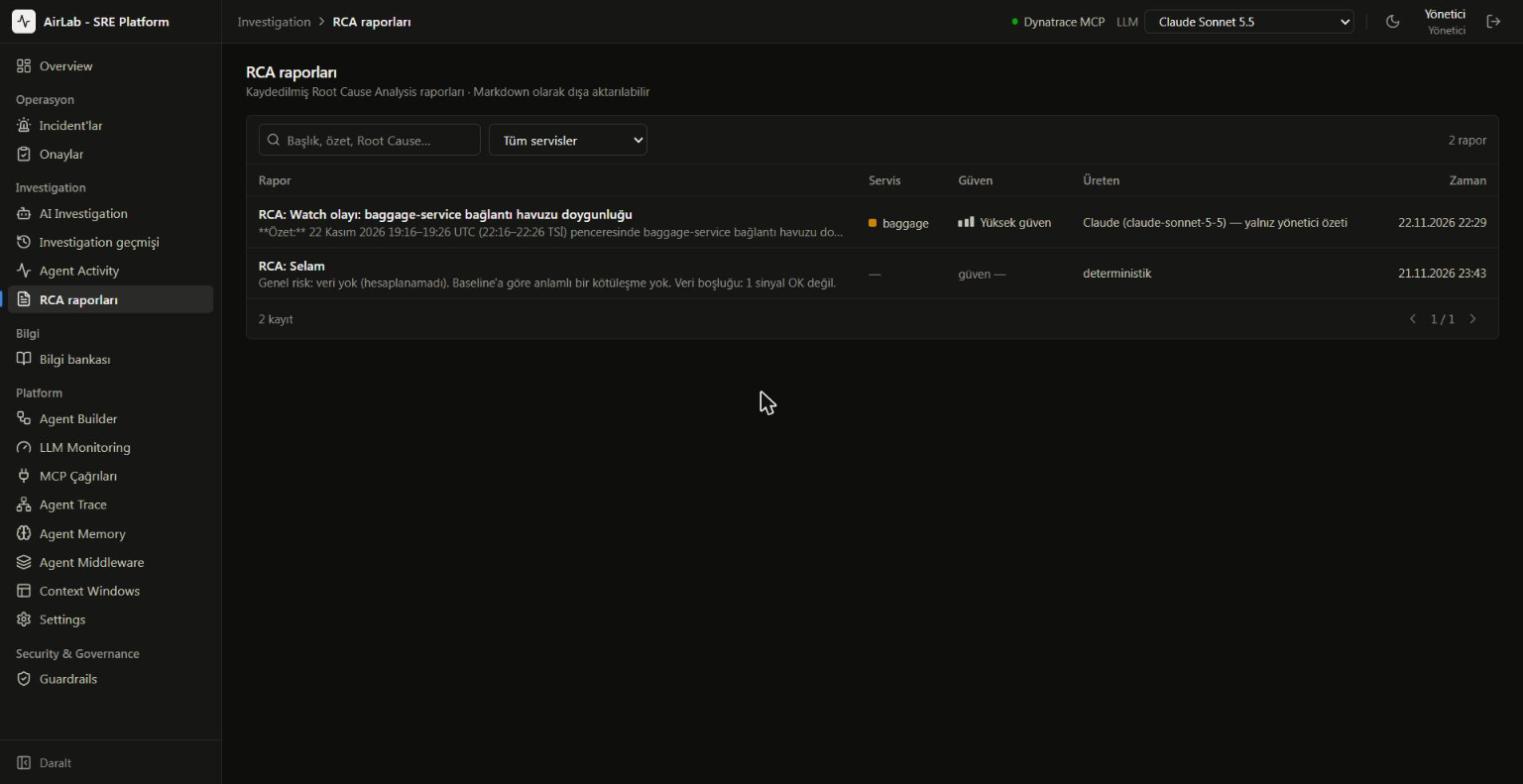 AirLab - SRE Platform
Investigation > RCA raporları
Dynatrace MCP LLM Claude Sonnet 5.5
Yönetici
Yönetici
Overview
Operasyon
Incident'lar
Onaylar
Investigation
AI Investigation
Investigation geçmişi
Agent Activity
RCA raporları
Bilgi
Bilgi bankası
Platform
Agent Builder
LLM Monitoring
MCP Çağrıları
Agent Trace
Agent Memory
Agent Middleware
Context Windows
Settings
Security & Governance
Guardrails
Daralt
RCA raporları
Kaydedilmiş Root Cause Analysis raporları · Markdown olarak dışa aktarılabilir
Başlık, özet, Root Cause... Tüm servisler 2 rapor
Rapor Servis Güven Üreten Zaman
RCA: Watch olayı: baggage-service bağlantı havuzu doygunluğu
**Özet:** 22 Kasım 2026 19:16–19:26 UTC (22:16–22:26 TSİ) penceresinde baggage-service bağlantı havuzu do...
baggage Yüksek güven Claude (claude-sonnet-5-5) — yalnız yönetici özeti 22.11.2026 22:29
RCA: Selam
Genel risk: veri yok (hesaplanamadı). Baseline'a göre anlamlı bir kötüleşme yok. Veri boşluğu: 1 sinyal OK değil.
— güven — deterministik 21.11.2026 23:43
2 kayıt 1 / 1